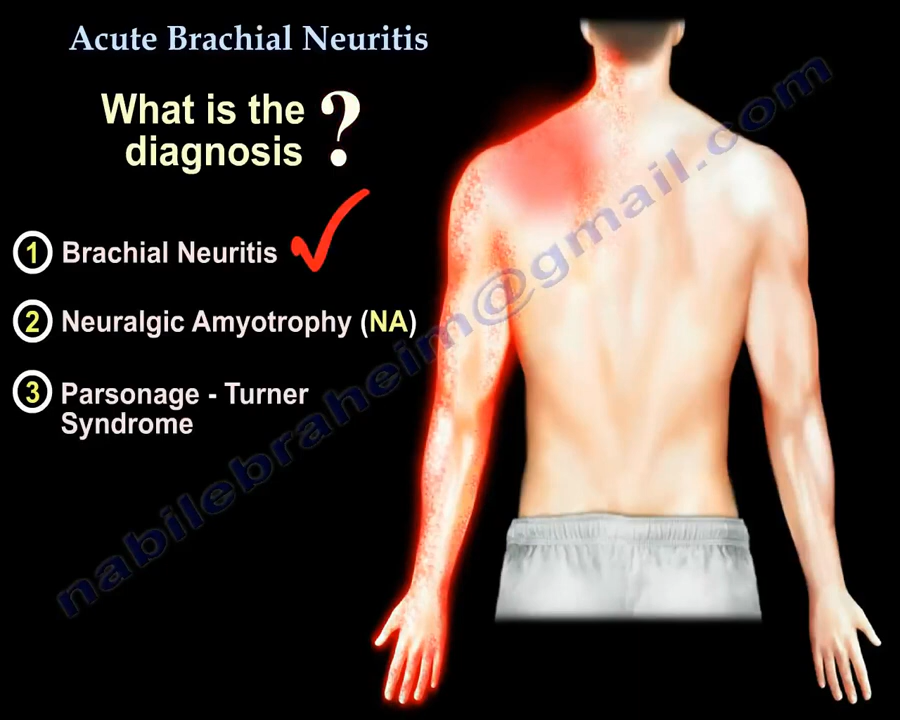 Acute Brachial Neuritis
What is the ?
diagnosis
1 Brachial Neuritis
2 Neuralgic Amyotrophy (NA)
3 Parsonage - Turner
Syndrome
nabilebraheim@gmail.com